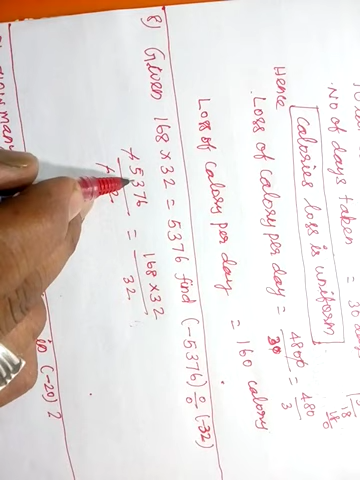 No of days taken = 30 day
Hence [calories loss is uniform]
Loss of calory per day = 4800/30 = 480/3
Loss of calory per day = 160 calory
8) Given 168 × 32 = 5376 find (-5376) ÷ (-32)
+5376 = 168 × 32
32
in (-20) ?